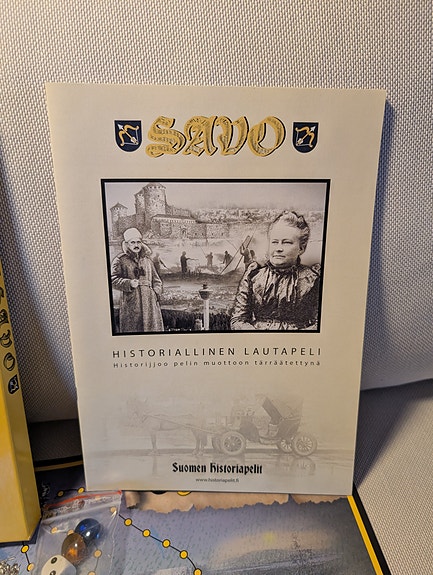 SAVO
HISTORIALLINEN LAUTAPELI
Historijjoo pelin muottoon tärräätettynä
Suomen Historiapelit
www.historiapelit.fi